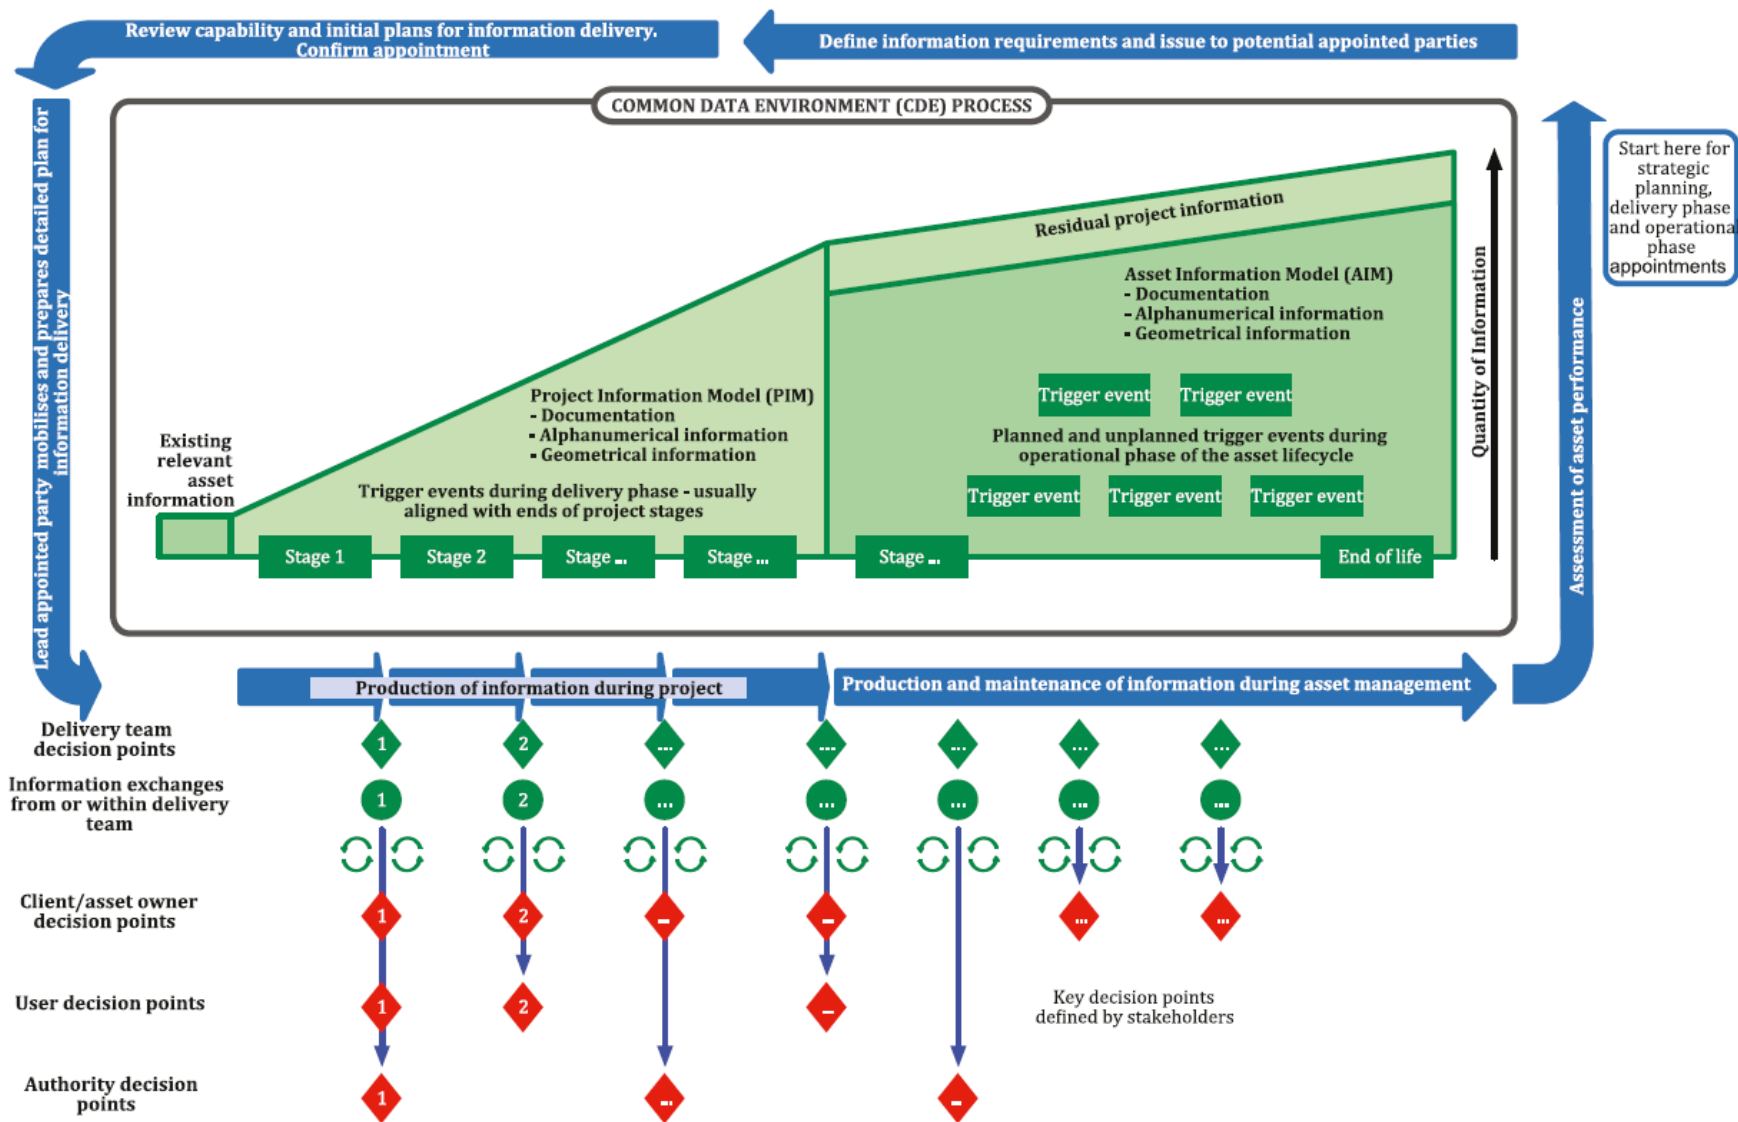 Review capability and initial plans for information delivery.
Confirm appointment
Define information requirements and issue to potential appointed parties
COMMON DATA ENVIRONMENT (CDE) PROCESS
Lead appointed party mobilises and prepares detailed plan for
information delivery
Start here for
strategic
planning,
delivery phase
and operational
phase
appointments
Assessment of asset performance
Quantity of Information
Residual project information
Asset Information Model (AIM)
- Documentation
- Alphanumerical information
- Geometrical information
Project Information Model (PIM)
- Documentation
- Alphanumerical information
- Geometrical information
Trigger event
Trigger event
Planned and unplanned trigger events during
operational phase of the asset lifecycle
Trigger event
Trigger event
Trigger event
Existing
relevant
asset
information
Trigger events during delivery phase - usually
aligned with ends of project stages
Stage 1
Stage 2
Stage ...
Stage ...
Stage ...
End of life
Production of information during project
Production and maintenance of information during asset management
Delivery team
decision points
1
2
...
...
...
...
...
Information exchanges
from or within delivery
team
1
2
...
...
...
...
...
Client/asset owner
decision points
1
2
...
...
...
...
User decision points
1
2
...
Key decision points
defined by stakeholders
Authority decision
points
1
...
...